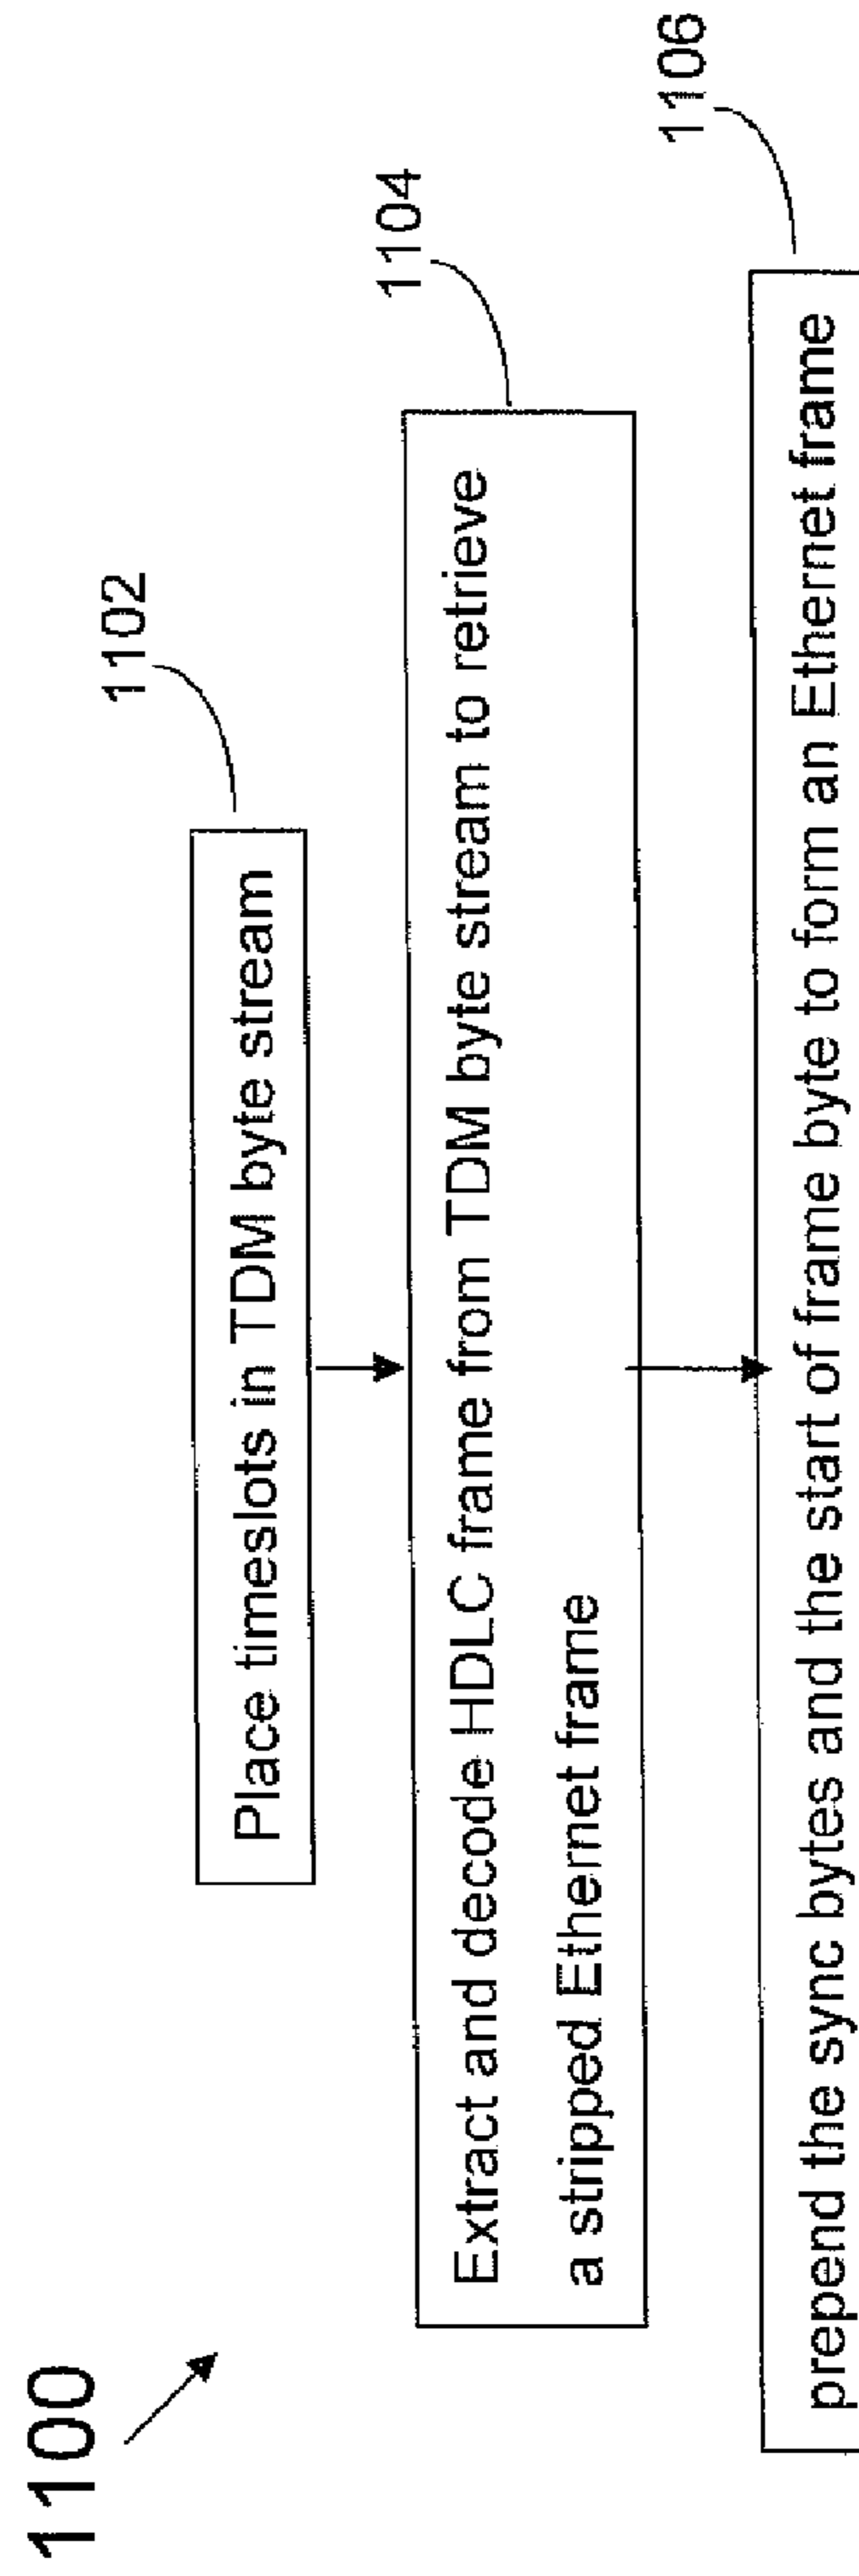 1100
1102
Place timeslots in TDM byte stream
1104
Extract and decode HDLC frame from TDM byte stream to retrieve
a stripped Ethernet frame
1106
prepend the sync bytes and the start of frame byte to form an Ethernet frame